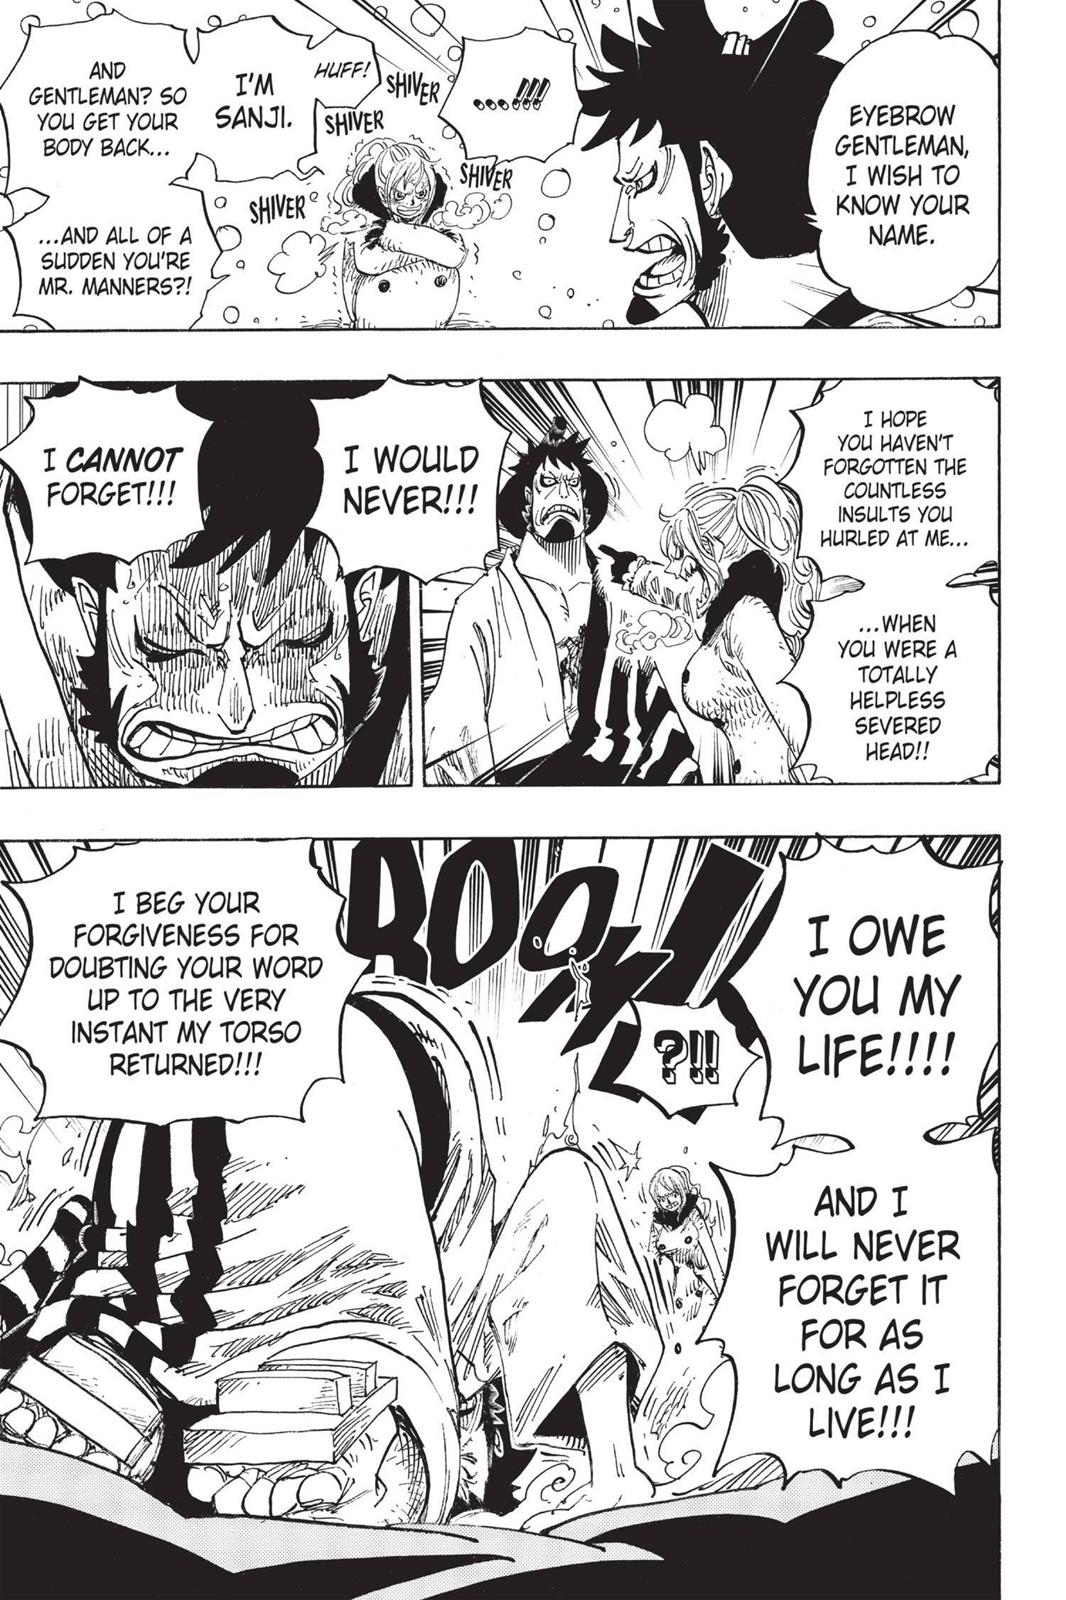 EYEBROW
GENTLEMAN,
I WISH TO
KNOW YOUR
NAME.
...!!!
SHIVER
SHIVER
SHIVER
SHIVER
HUFF!
I'M
SANJI.
AND
GENTLEMAN? SO
YOU GET YOUR
BODY BACK...
...AND ALL OF A
SUDDEN YOU'RE
MR. MANNERS?!
I HOPE
YOU HAVEN'T
FORGOTTEN THE
COUNTLESS
INSULTS YOU
HURLED AT ME...
...WHEN
YOU WERE A
TOTALLY
HELPLESS
SEVERED
HEAD!!
I WOULD
NEVER!!!
I CANNOT
FORGET!!!
I OWE
YOU MY
LIFE!!!!
AND I
WILL NEVER
FORGET IT
FOR AS
LONG AS I
LIVE!!!
?!!
I BEG YOUR
FORGIVENESS FOR
DOUBTING YOUR WORD
UP TO THE VERY
INSTANT MY TORSO
RETURNED!!!